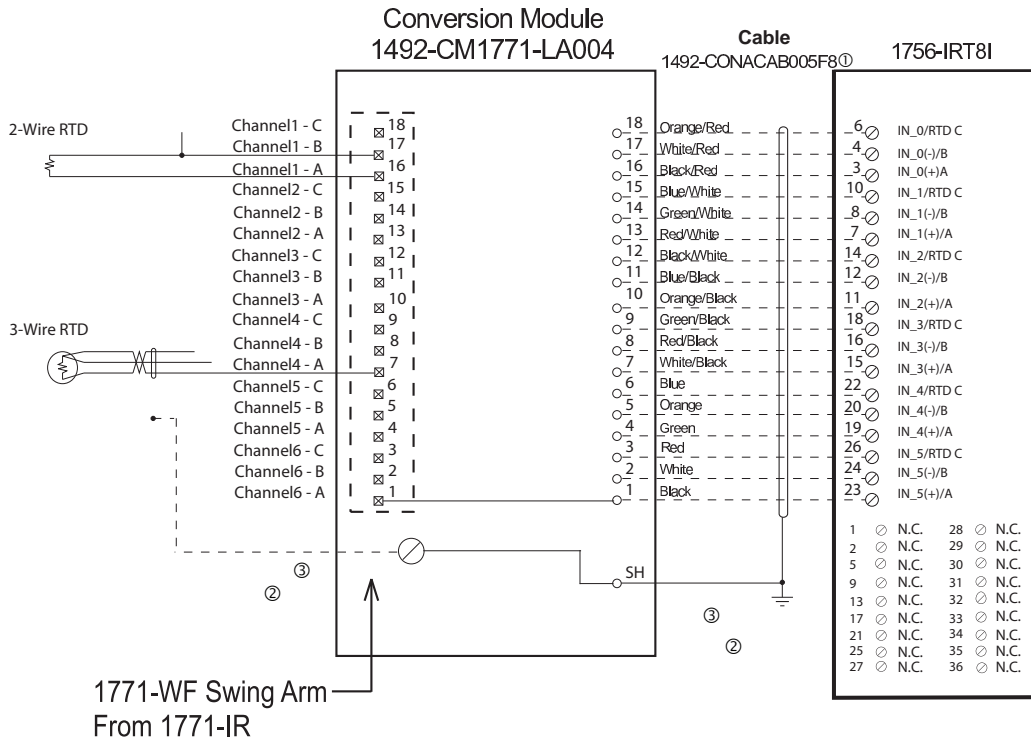 Conversion Module
1492-CM1771-LA004
Cable
1492-CONACAB005F8①
1756-IRT8I
2-Wire RTD
3-Wire RTD
Channel1 - C
Channel1 - B
Channel1 - A
Channel2 - C
Channel2 - B
Channel2 - A
Channel3 - C
Channel3 - B
Channel3 - A
Channel4 - C
Channel4 - B
Channel4 - A
Channel5 - C
Channel5 - B
Channel5 - A
Channel6 - C
Channel6 - B
Channel6 - A
18
17
16
15
14
13
12
11
10
9
8
7
6
5
4
3
2
1
18 Orange/Red 6 IN_0/RTD C
17 White/Red 4 IN_0(-)/B
16 Black/Red 3 IN_0(+)A
15 Blue/White 10 IN_1/RTD C
14 Green/White 8 IN_1(-)/B
13 Red/White 7 IN_1(+)/A
12 Black/White 14 IN_2/RTD C
11 Blue/Black 12 IN_2(-)/B
10 Orange/Black 11 IN_2(+)/A
9 Green/Black 18 IN_3/RTD C
8 Red/Black 16 IN_3(-)/B
7 White/Black 15 IN_3(+)/A
6 Blue 22 IN_4/RTD C
5 Orange 20 IN_4(-)/B
4 Green 19 IN_4(+)/A
3 Red 26 IN_5/RTD C
2 White 24 IN_5(-)/B
1 Black 23 IN_5(+)/A
1 N.C. 28 N.C.
2 N.C. 29 N.C.
5 N.C. 30 N.C.
9 N.C. 31 N.C.
13 N.C. 32 N.C.
17 N.C. 33 N.C.
21 N.C. 34 N.C.
25 N.C. 35 N.C.
27 N.C. 36 N.C.
SH
③
②
③
②
1771-WF Swing Arm
From 1771-IR